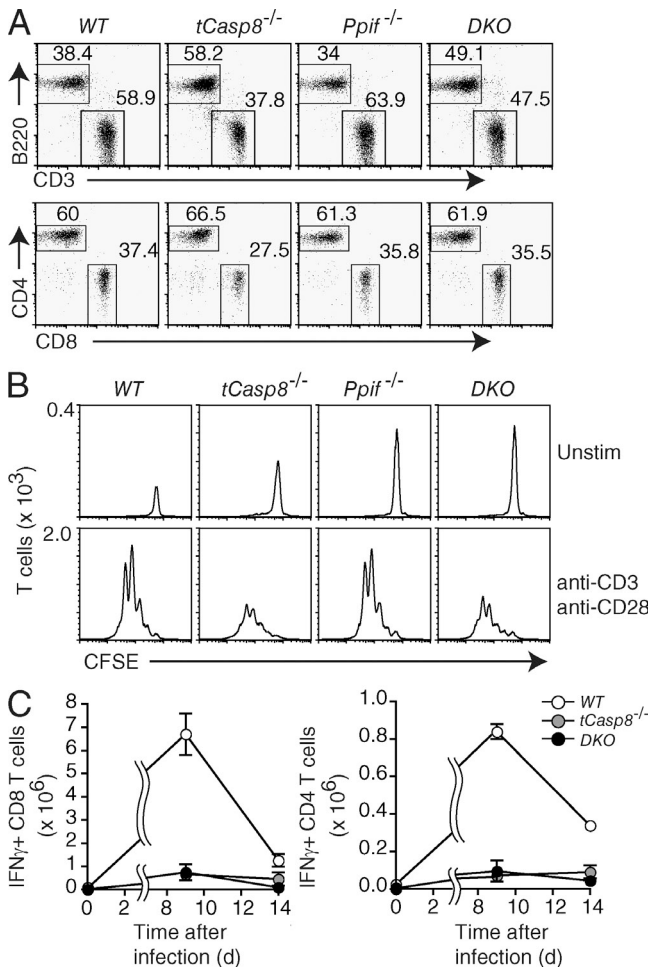 A
WT tCasp8-/- Ppif -/- DKO
38.4 58.2 34 49.1
58.9 37.8 63.9 47.5
B220
CD3
60 66.5 61.3 61.9
37.4 27.5 35.8 35.5
CD4
CD8
B
WT tCasp8-/- Ppif -/- DKO
0.4
Unstim
T cells (x 10³)
2.0
anti-CD3
anti-CD28
CFSE
C
IFNγ+ CD8 T cells
(x 10⁶)
8
7
6
5
4
3
2
1
0
0 2 8 10 12 14
Time after
infection (d)
IFNγ+ CD4 T cells
(x 10⁶)
1.0
0.8
0.6
0.4
0.2
0.0
0 2 8 10 12 14
Time after
infection (d)
WT
tCasp8-/-
DKO